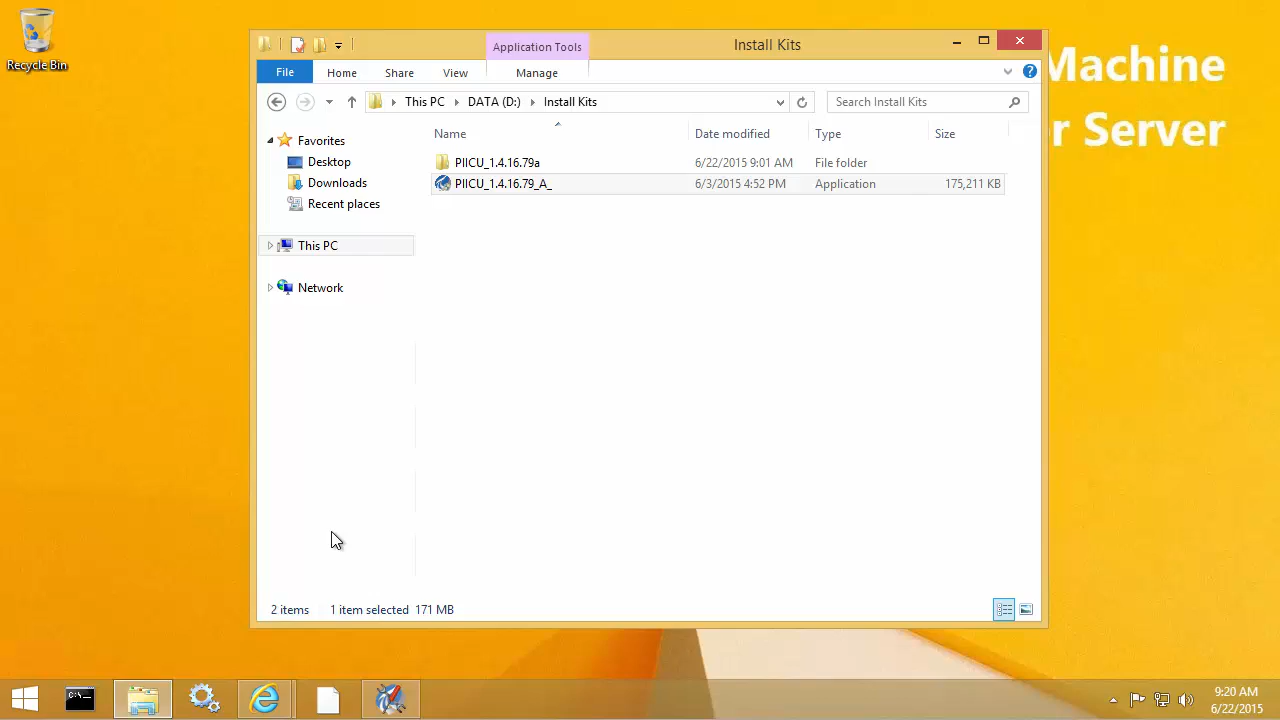 Recycle Bin
Machine
r Server
Application Tools
Install Kits
File
Home
Share
View
Manage
This PC
DATA (D:)
Install Kits
Search Install Kits
Name
Date modified
Type
Size
Favorites
Desktop
Downloads
Recent places
This PC
Network
PIICU_1.4.16.79a
6/22/2015 9:01 AM
File folder
PIICU_1.4.16.79_A_
6/3/2015 4:52 PM
Application
175,211 KB
2 items
1 item selected 171 MB
C:\.
9:20 AM
6/22/2015